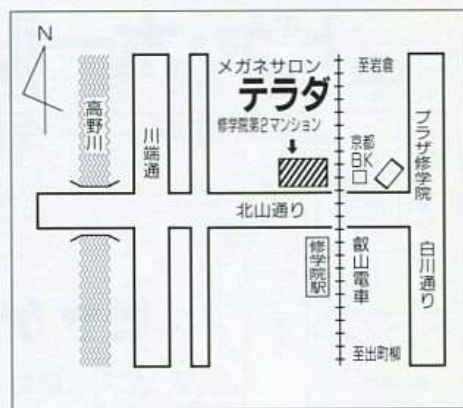 N
メガネサロン
テラダ
修学院第2マンション
至岩倉
高野川
川端通
京都
BK
プラザ修学院
北山通り
修学院駅
叡山電車
白川通り
至出町柳